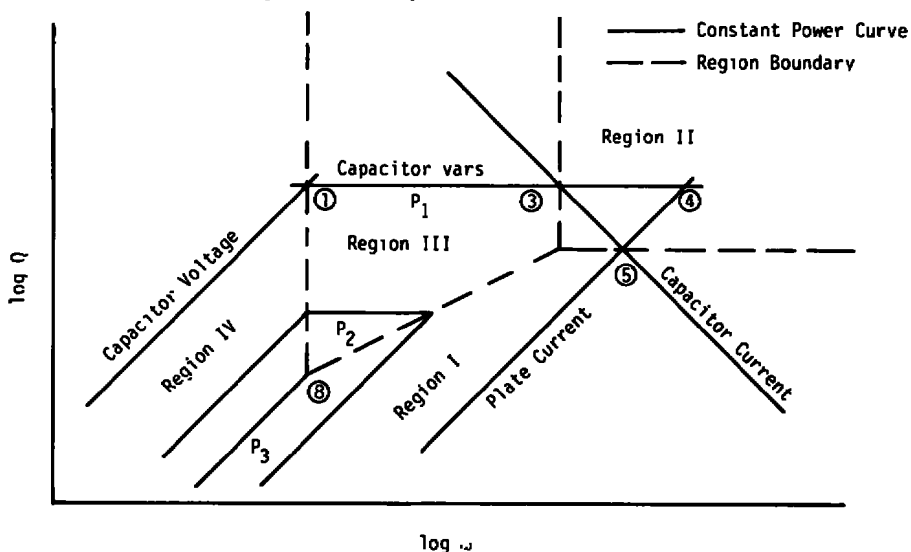 Constant Power Curve
Region Boundary
Region II
Capacitor vars
①
P1
③
④
Region III
⑤
Capacitor Voltage
log Q
Region IV
P2
Region I
Plate Current
Capacitor Current
⑧
P3
log ω